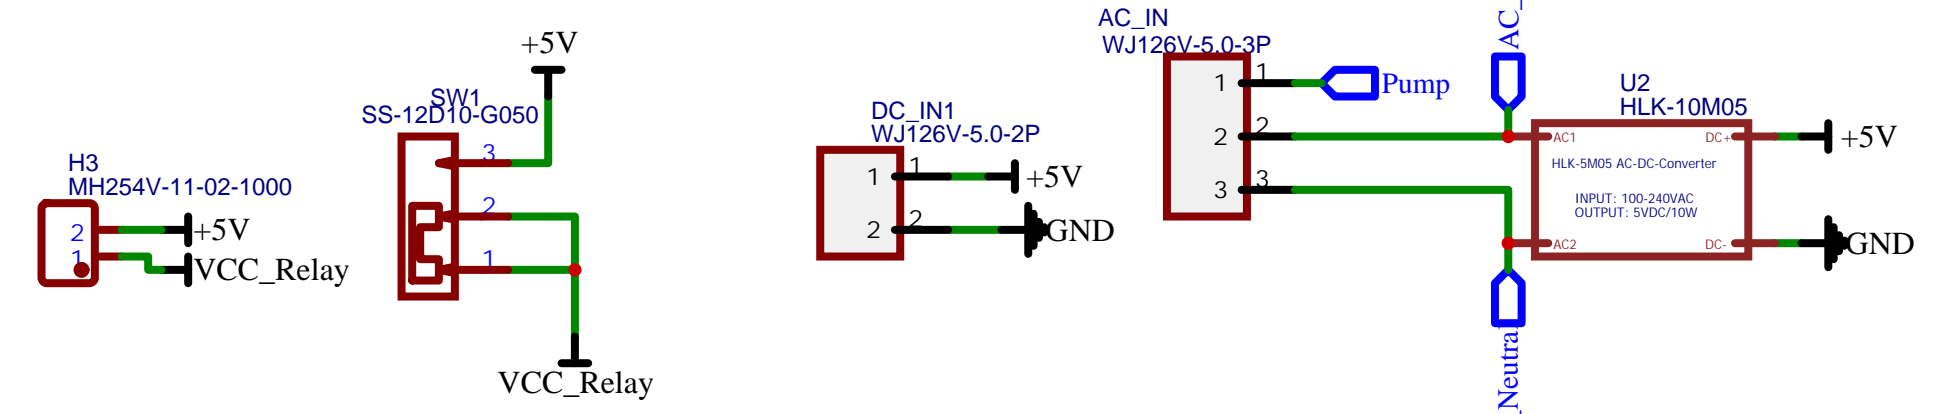 H3
MH254V-11-02-1000
2
+5V
1
VCC_Relay
+5V
SW1
SS-12D10-G050
3
2
1
VCC_Relay
DC_IN1
WJ126V-5.0-2P
1 1
+5V
2 2
GND
AC_IN
WJ126V-5.0-3P
1 1
Pump
2 2
3 3
AC_
_Neutral
U2
HLK-10M05
AC1
DC+
+5V
HLK-5M05 AC-DC-Converter
INPUT: 100-240VAC
OUTPUT: 5VDC/10W
AC2
DC-
GND